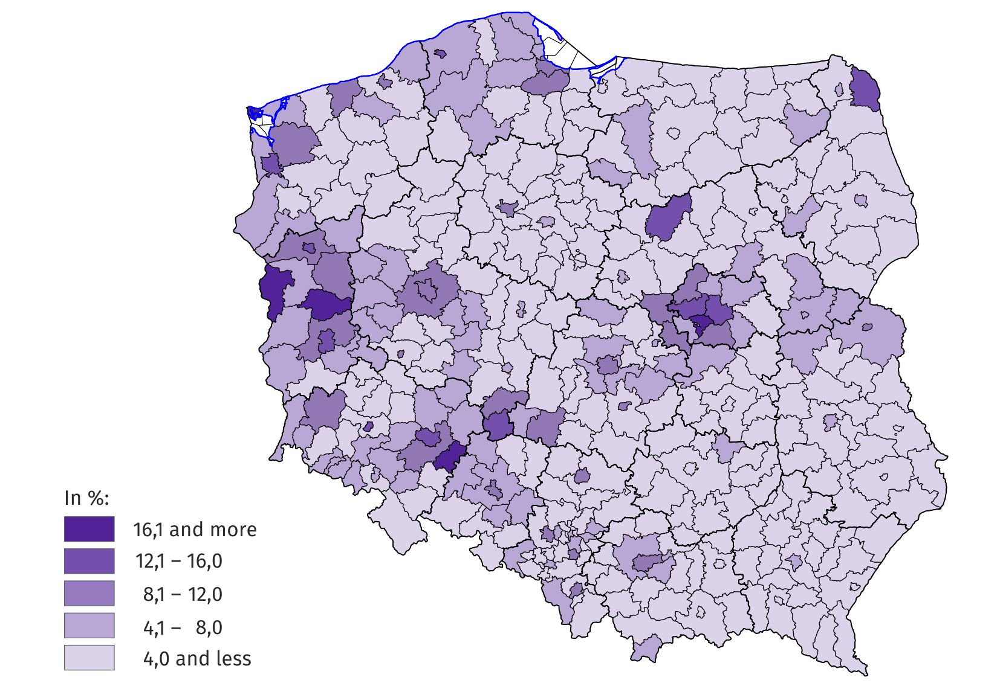 In %:
16,1 and more
12,1 – 16,0
8,1 – 12,0
4,1 – 8,0
4,0 and less